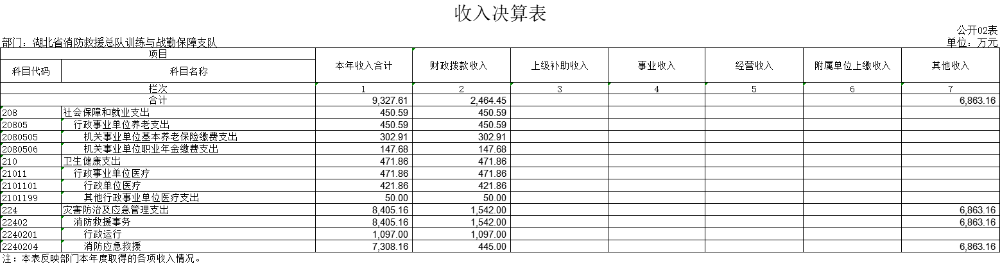 收入决算表
公开02表
部门：湖北省消防救援总队训练与战勤保障支队 单位：万元
项目
科目代码 科目名称 本年收入合计 财政拨款收入 上级补助收入 事业收入 经营收入 附属单位上缴收入 其他收入
栏次 1 2 3 4 5 6 7
合计 9,327.61 2,464.45 6,863.16
208 社会保障和就业支出 450.59 450.59
20805 行政事业单位养老支出 450.59 450.59
2080505 机关事业单位基本养老保险缴费支出 302.91 302.91
2080506 机关事业单位职业年金缴费支出 147.68 147.68
210 卫生健康支出 471.86 471.86
21011 行政事业单位医疗 471.86 471.86
2101101 行政单位医疗 421.86 421.86
2101199 其他行政事业单位医疗支出 50.00 50.00
224 灾害防治及应急管理支出 8,405.16 1,542.00 6,863.16
22402 消防救援事务 8,405.16 1,542.00 6,863.16
2240201 行政运行 1,097.00 1,097.00
2240204 消防应急救援 7,308.16 445.00 6,863.16
注：本表反映部门本年度取得的各项收入情况。